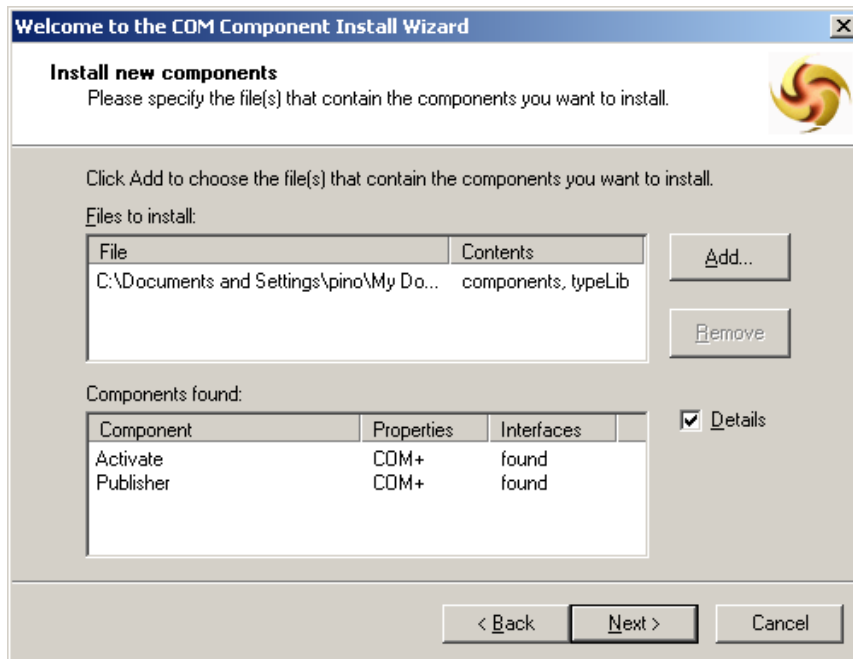 Welcome to the COM Component Install Wizard
Install new components
Please specify the file(s) that contain the components you want to install.
Click Add to choose the file(s) that contain the components you want to install.
Files to install:
File Contents
Add...
C:\Documents and Settings\pino\My Do... components, typeLib
Remove
Components found:
Component Properties Interfaces
Details
Activate COM+ found
Publisher COM+ found
< Back Next > Cancel